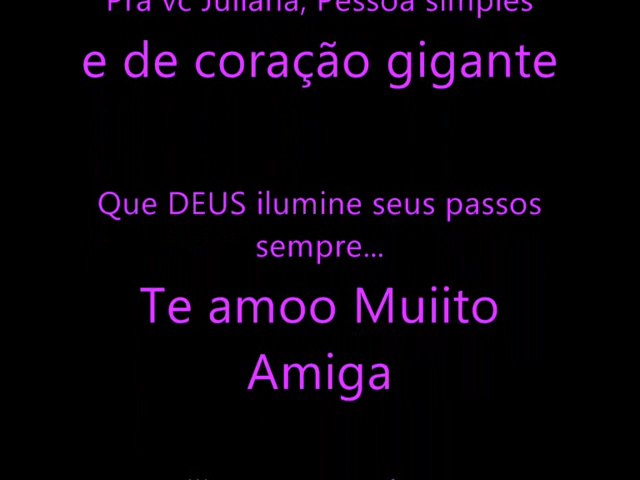 Pra vc Juliana, Pessoa simples
e de coração gigante
Que DEUS ilumine seus passos
sempre...
Te amoo Muiito
Amiga